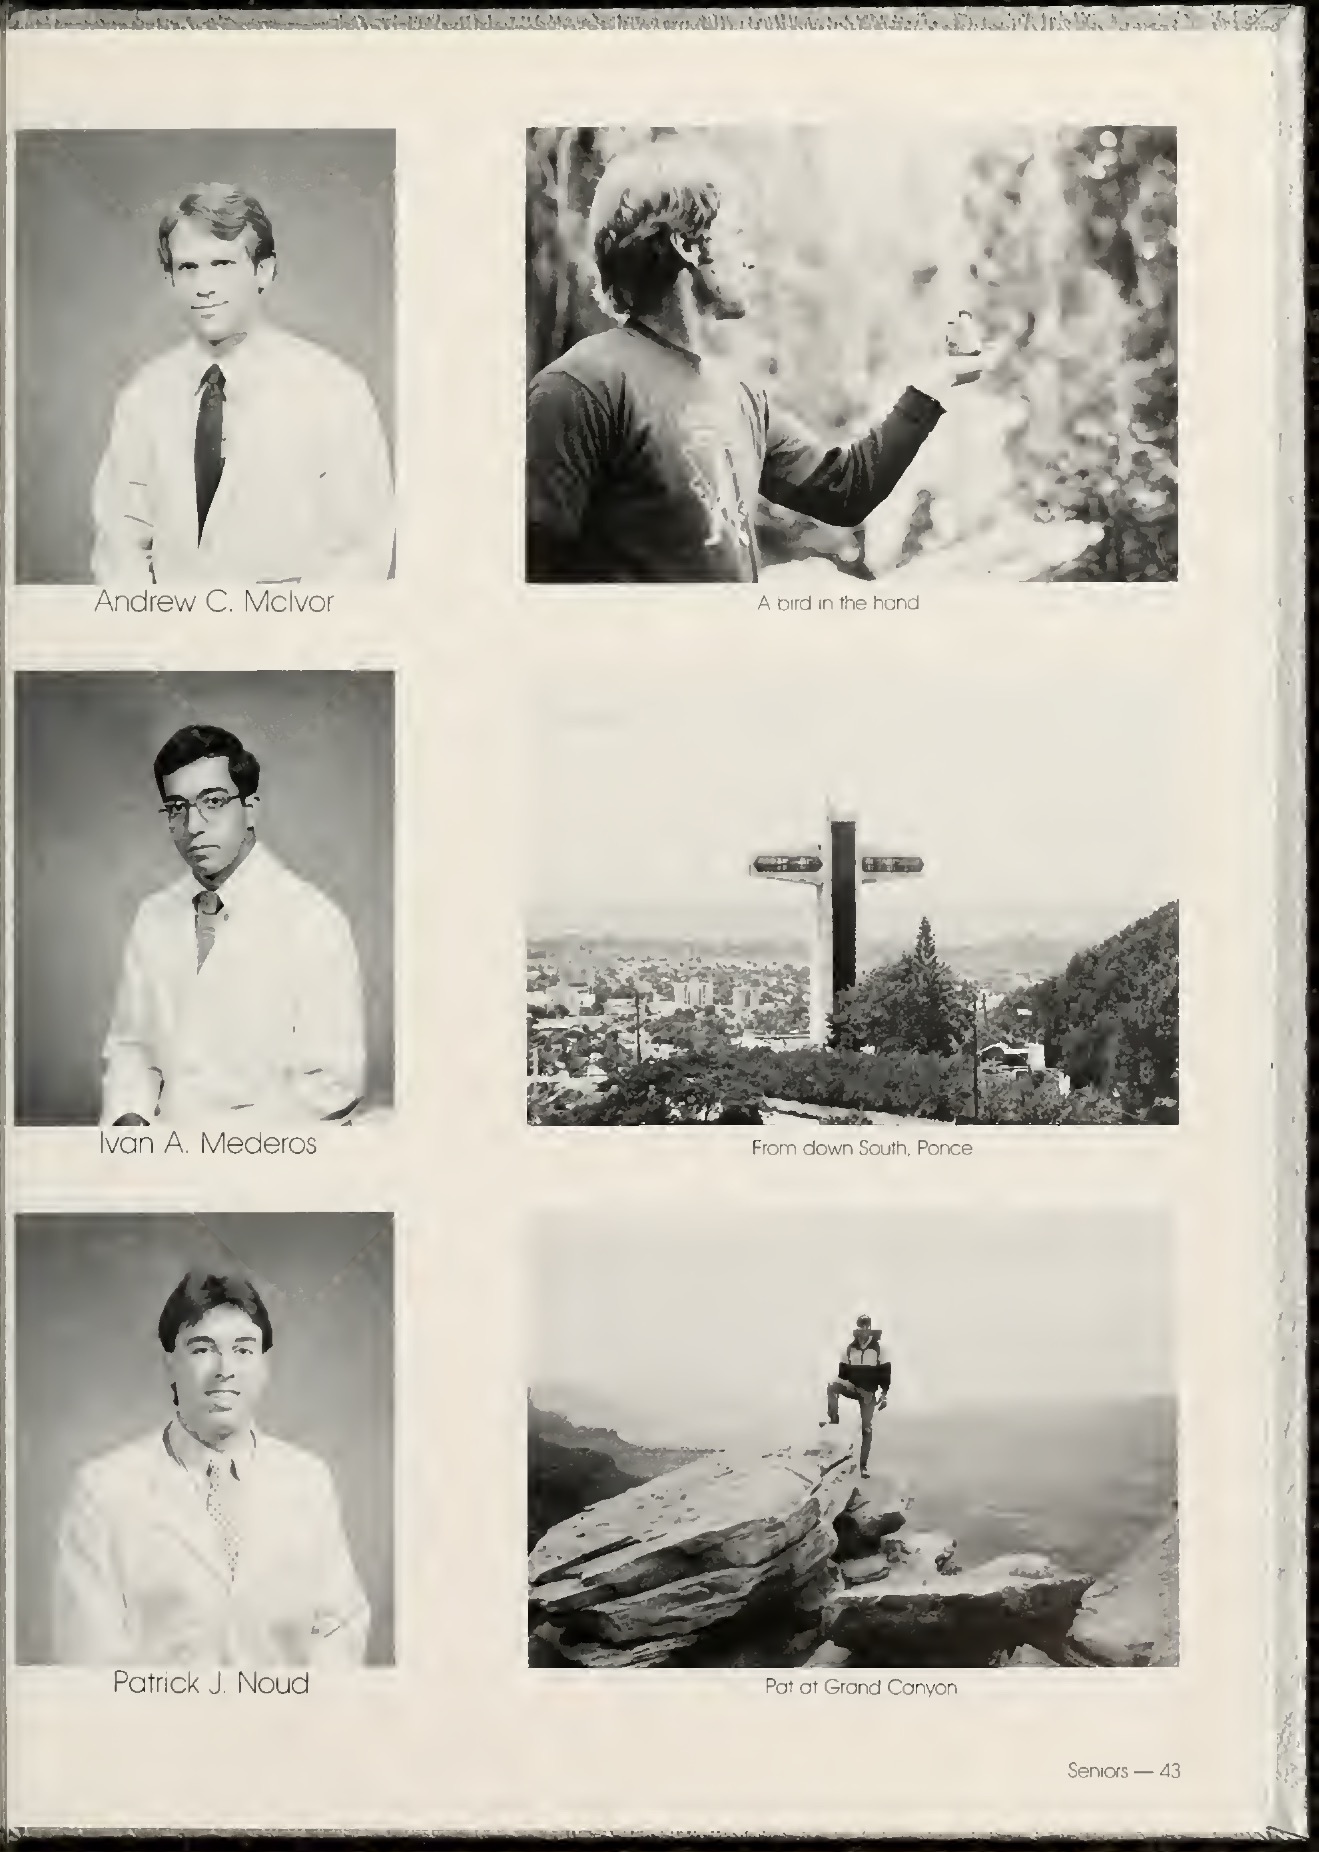 Andrew C. McIvor
A bird in the hand
Ivan A. Mederos
From down South, Ponce
Patrick J. Noud
Pat at Grand Canyon
Seniors — 43